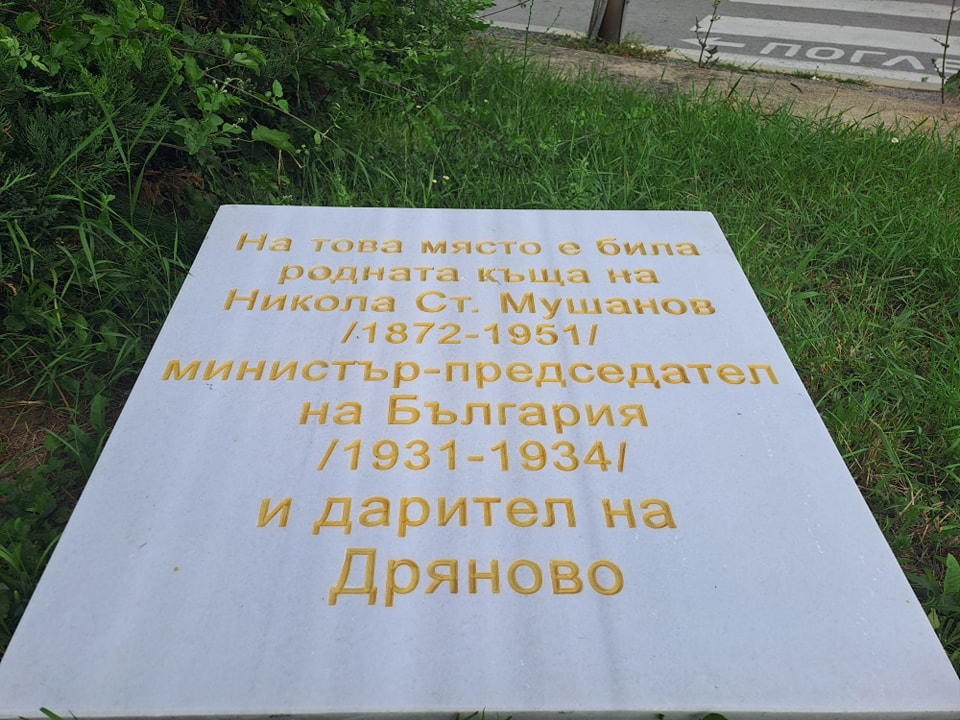 ← ПОГЛЕ
На това място е била
родната къща на
Никола Ст. Мушанов
/1872-1951/
министър-председател
на България
/1931-1934/
и дарител на
Дряново